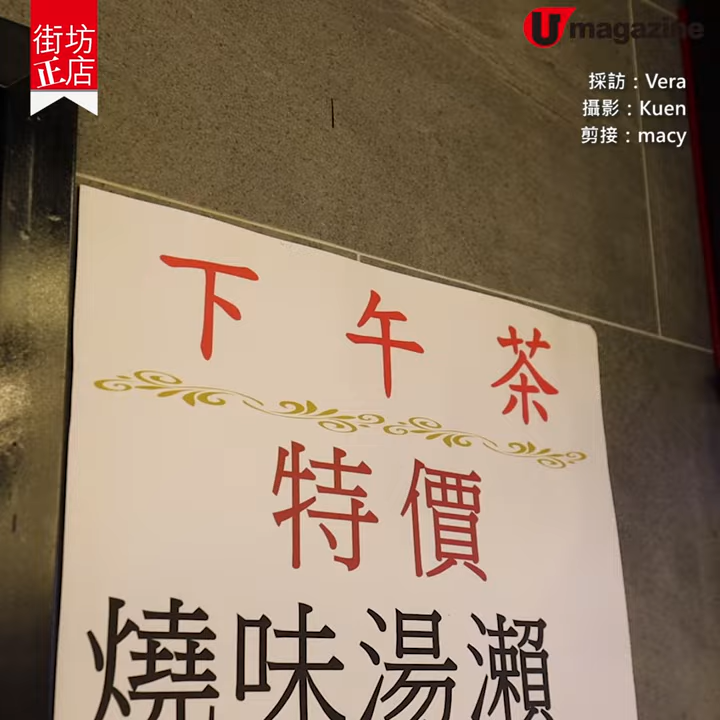 街坊
正店
U magazine
採訪：Vera
攝影：Kuen
剪接：macy
下午茶
特價
燒味湯瀨